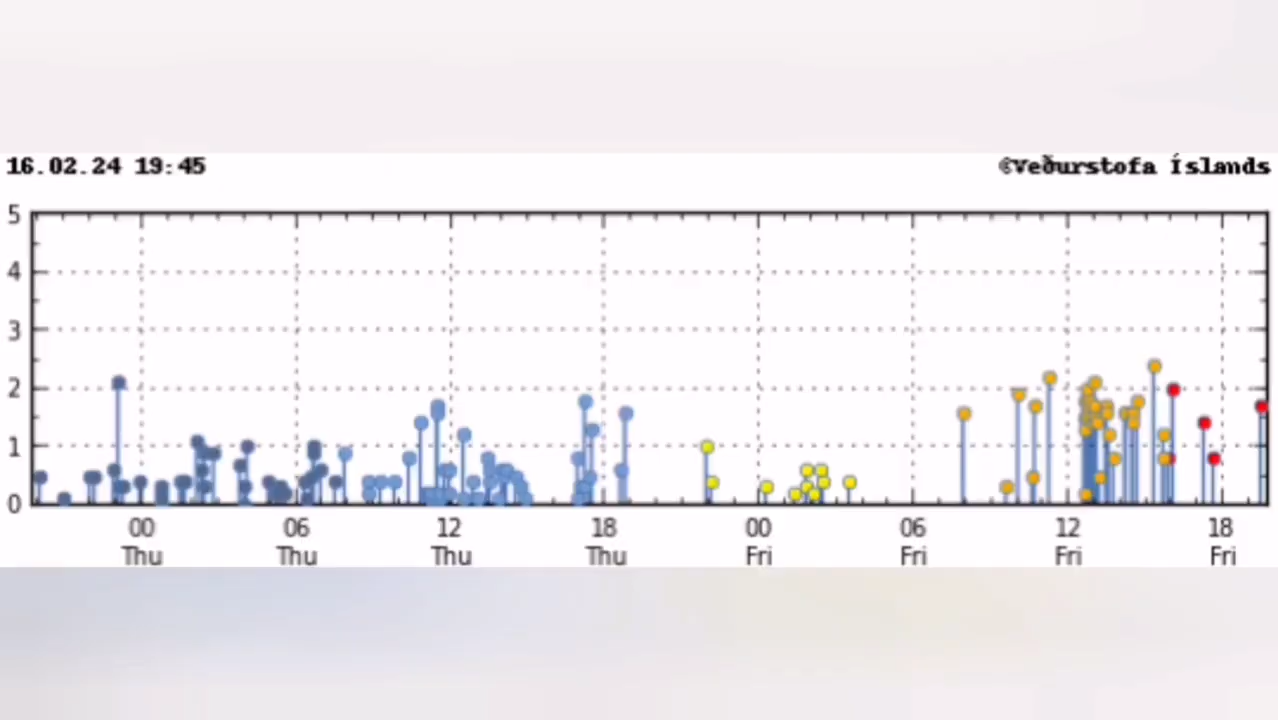 16.02.24 19:45 ©Veðurstofa Íslands
5
4
3
2
1
0
00 06 12 18 00 06 12 18
Thu Thu Thu Thu Fri Fri Fri Fri